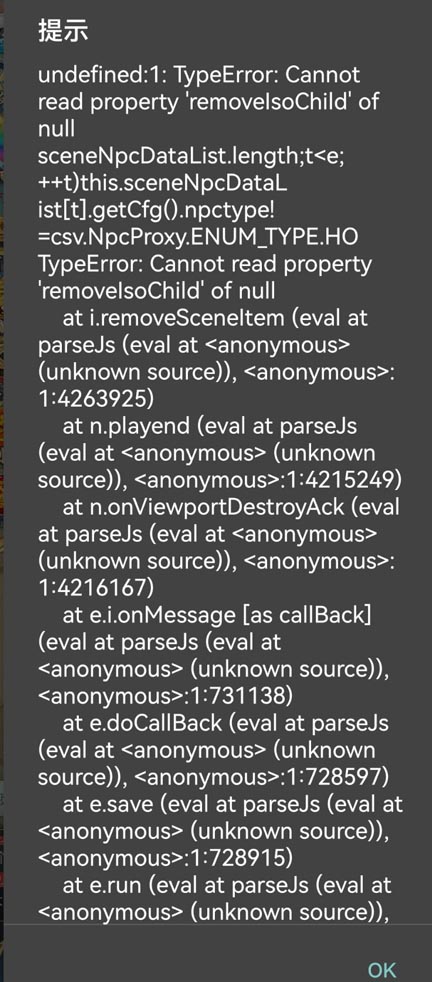 提示
undefined:1: TypeError: Cannot
read property 'removeIsoChild' of
null
sceneNpcDataList.length;t<e;
++t)this.sceneNpcDataL
ist[t].getCfg().npctype!
=csv.NpcProxy.ENUM_TYPE.HO
TypeError: Cannot read property
'removeIsoChild' of null
at i.removeSceneItem (eval at
parseJs (eval at <anonymous>
(unknown source)), <anonymous>:
1:4263925)
at n.playend (eval at parseJs
(eval at <anonymous> (unknown
source)), <anonymous>:1:4215249)
at n.onViewportDestroyAck (eval
at parseJs (eval at <anonymous>
(unknown source)), <anonymous>:
1:4216167)
at e.i.onMessage [as callBack]
(eval at parseJs (eval at
<anonymous> (unknown source)),
<anonymous>:1:731138)
at e.doCallBack (eval at parseJs
(eval at <anonymous> (unknown
source)), <anonymous>:1:728597)
at e.save (eval at parseJs (eval at
<anonymous> (unknown source)),
<anonymous>:1:728915)
at e.run (eval at parseJs (eval at
<anonymous> (unknown source)),
OK